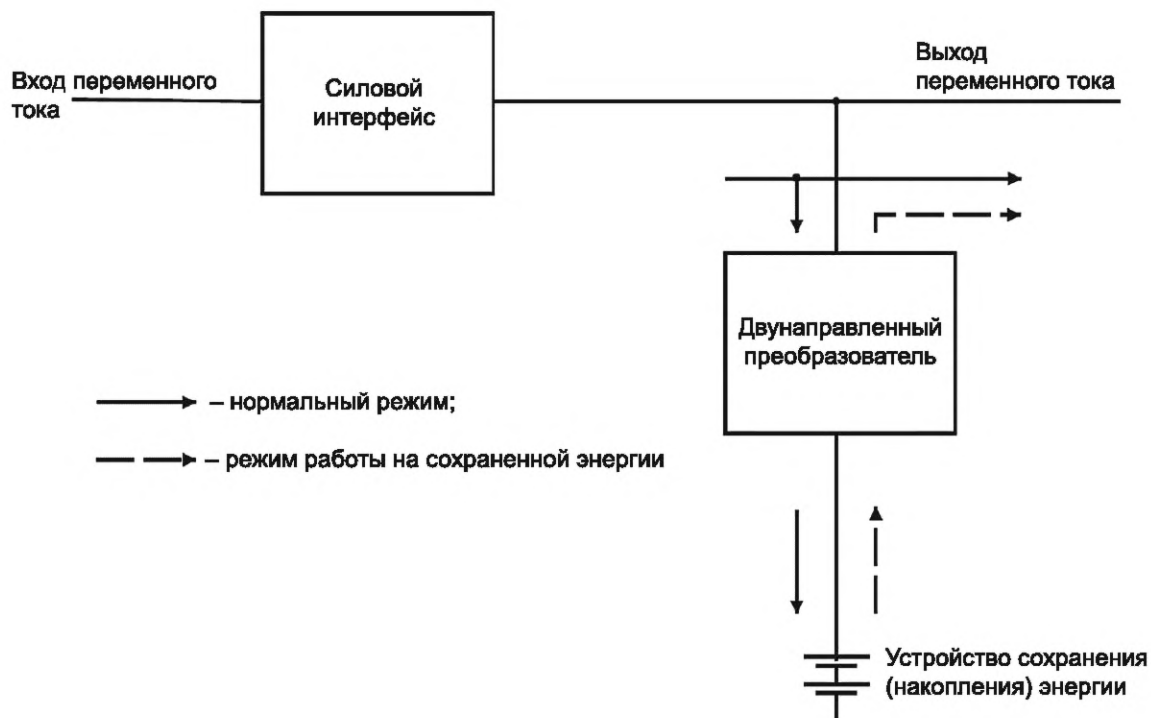 Вход переменного
тока
Силовой
интерфейс
Выход
переменного тока
Двунаправленный
преобразователь
– нормальный режим;
– режим работы на сохраненной энергии
Устройство сохранения
(накопления) энергии